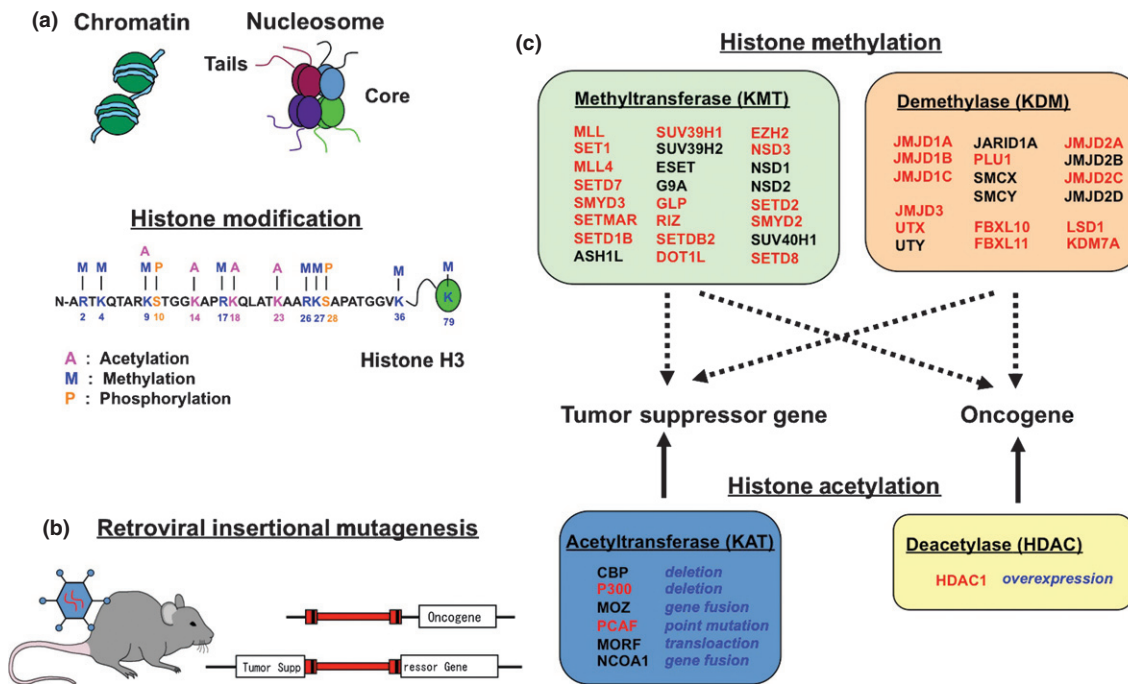 (a)
Chromatin
Nucleosome
Tails
Core
Histone modification
A
M M M P A M A A M M P M M
N-ARTKQTARKSTGGKAPRKQLATKAARKSAPATGGVK K
2 4 9 10 14 17 18 23 26 27 28 36 79
Histone H3
A : Acetylation
M : Methylation
P : Phosphorylation
(b) Retroviral insertional mutagenesis
Oncogene
Tumor Supp ressor Gene
(c)
Histone methylation
Methyltransferase (KMT)
MLL SUV39H1 EZH2
SET1 SUV39H2 NSD3
MLL4 ESET NSD1
SETD7 G9A NSD2
SMYD3 GLP SETD2
SETMAR RIZ SMYD2
SETD1B SETDB2 SUV40H1
ASH1L DOT1L SETD8
Demethylase (KDM)
JMJD1A JARID1A JMJD2A
JMJD1B PLU1 JMJD2B
JMJD1C SMCX JMJD2C
SMCY JMJD2D
JMJD3
UTX FBXL10 LSD1
UTY FBXL11 KDM7A
Tumor suppressor gene
Oncogene
Histone acetylation
Acetyltransferase (KAT)
CBP deletion
P300 deletion
MOZ gene fusion
PCAF point mutation
MORF transloaction
NCOA1 gene fusion
Deacetylase (HDAC)
HDAC1 overexpression